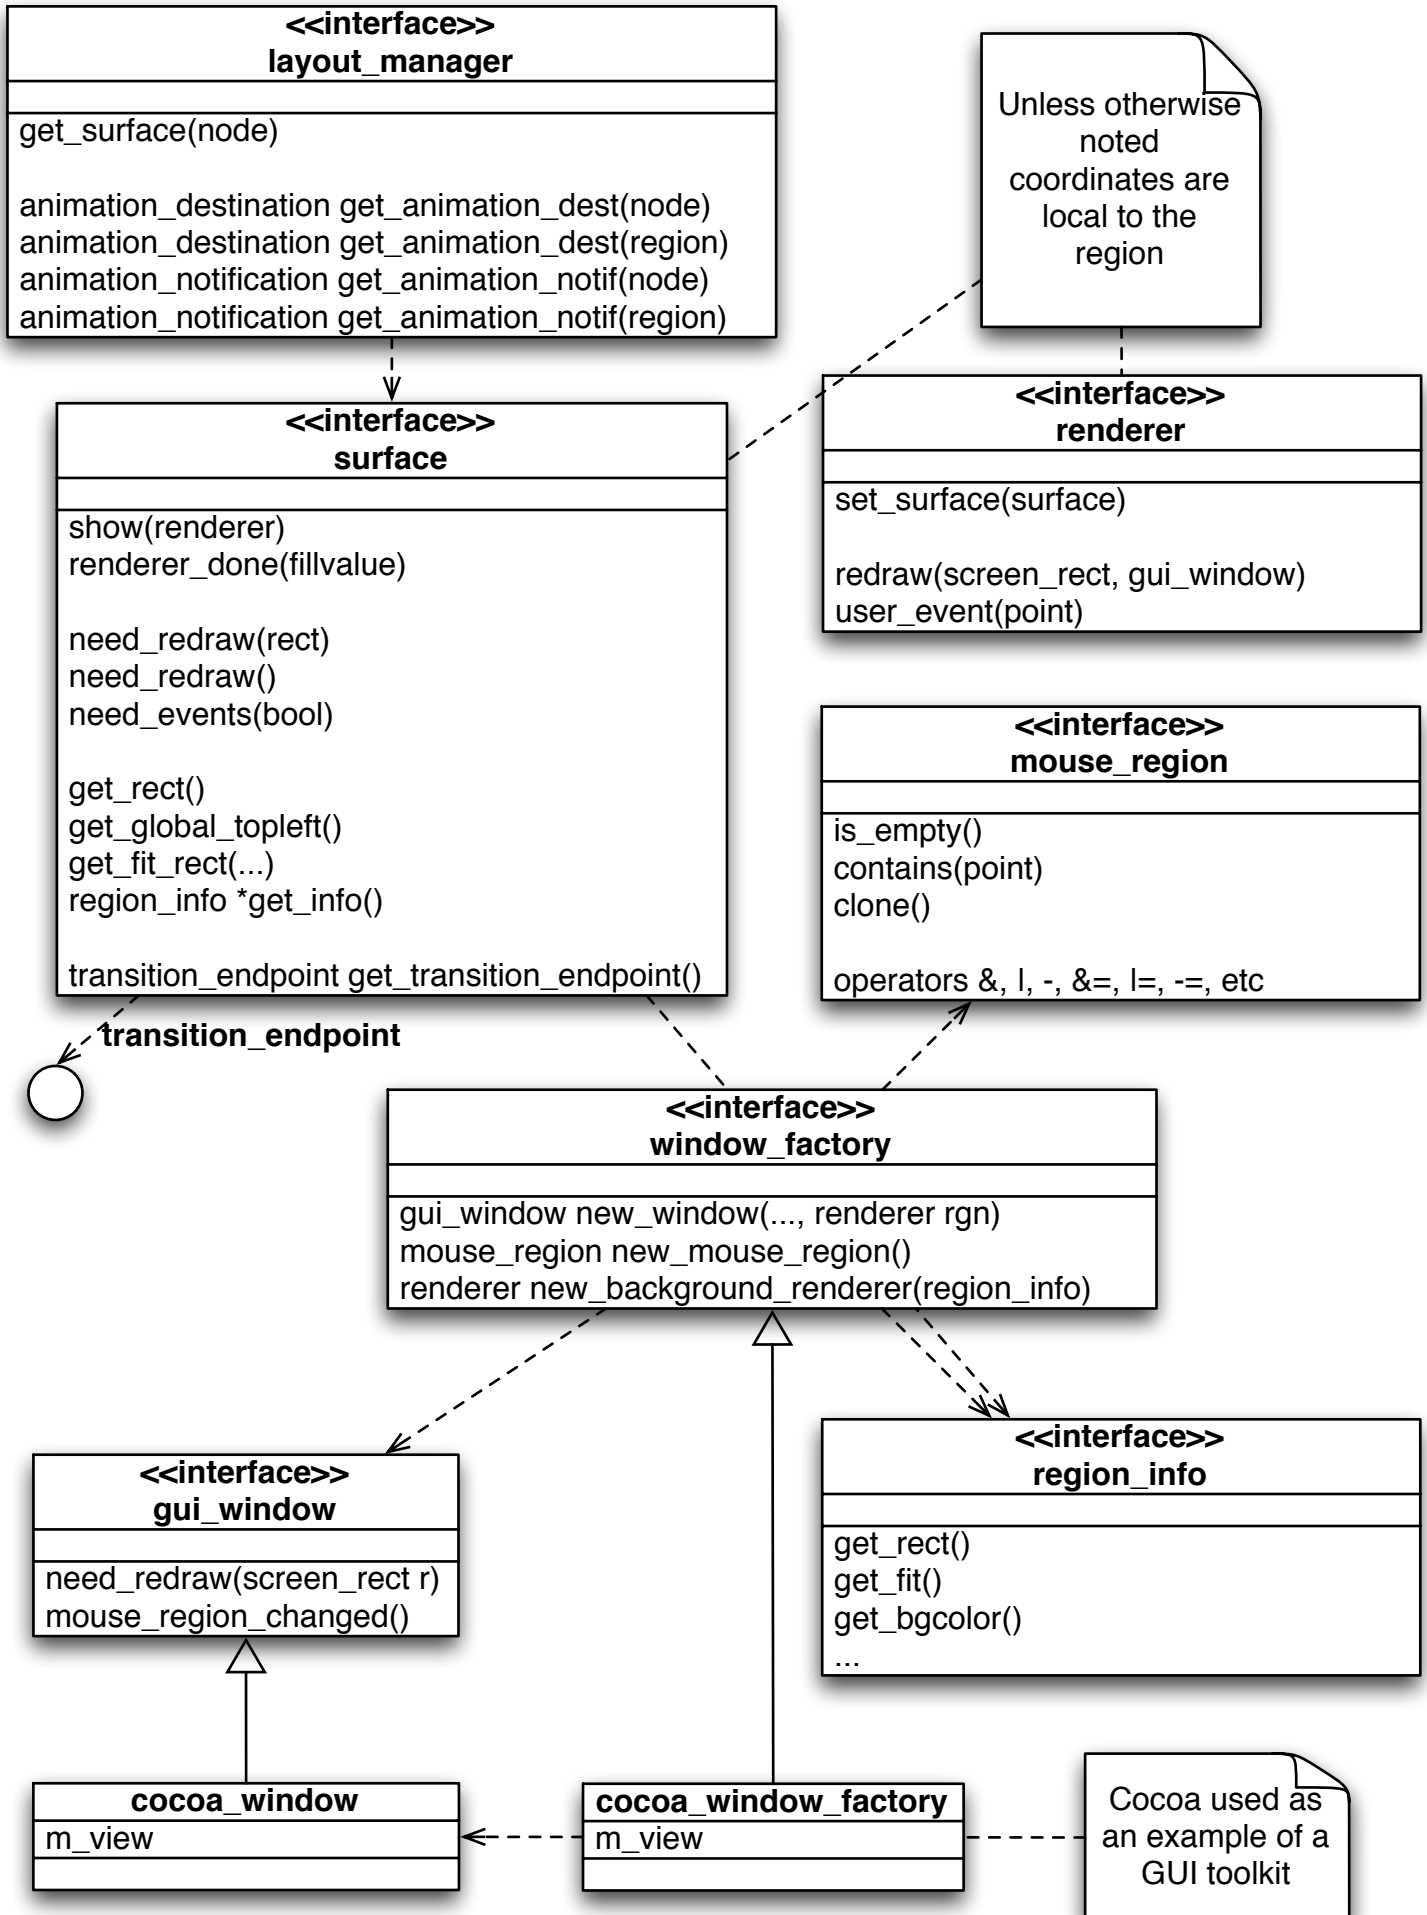 <<interface>>
layout_manager
get_surface(node)
animation_destination get_animation_dest(node)
animation_destination get_animation_dest(region)
animation_notification get_animation_notif(node)
animation_notification get_animation_notif(region)
Unless otherwise
noted
coordinates are
local to the
region
<<interface>>
surface
show(renderer)
renderer_done(fillvalue)
need_redraw(rect)
need_redraw()
need_events(bool)
get_rect()
get_global_topleft()
get_fit_rect(...)
region_info *get_info()
transition_endpoint get_transition_endpoint()
<<interface>>
renderer
set_surface(surface)
redraw(screen_rect, gui_window)
user_event(point)
<<interface>>
mouse_region
is_empty()
contains(point)
clone()
operators &, |, -, &=, |=, -=, etc
transition_endpoint
<<interface>>
window_factory
gui_window new_window(..., renderer rgn)
mouse_region new_mouse_region()
renderer new_background_renderer(region_info)
<<interface>>
gui_window
need_redraw(screen_rect r)
mouse_region_changed()
<<interface>>
region_info
get_rect()
get_fit()
get_bgcolor()
...
cocoa_window
m_view
cocoa_window_factory
m_view
Cocoa used as
an example of a
GUI toolkit